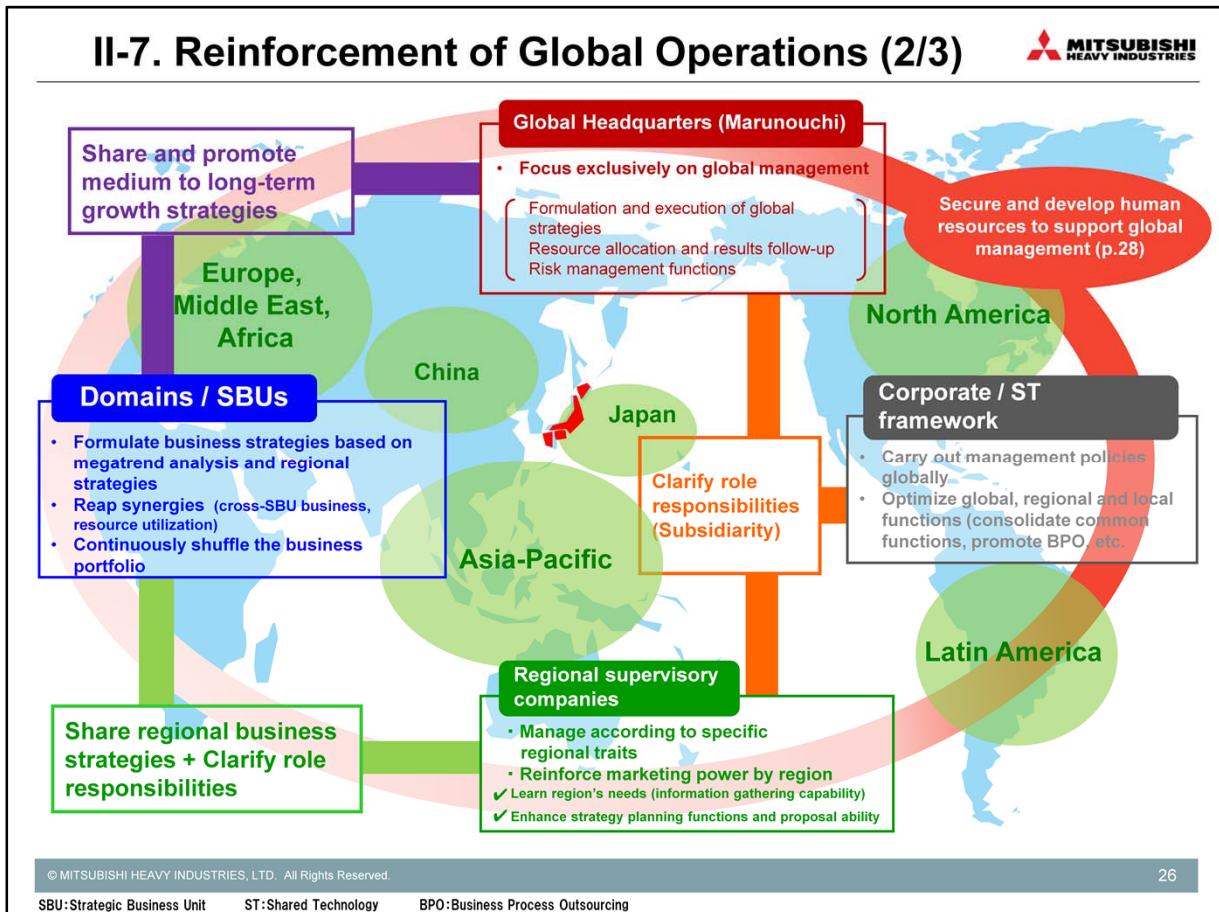 II-7. Reinforcement of Global Operations (2/3)
MITSUBISHI
HEAVY INDUSTRIES
Share and promote
medium to long-term
growth strategies
Global Headquarters (Marunouchi)
• Focus exclusively on global management
Formulation and execution of global
strategies
Resource allocation and results follow-up
Risk management functions
Secure and develop human
resources to support global
management (p.28)
Europe,
Middle East,
Africa
China
Japan
North America
Domains / SBUs
• Formulate business strategies based on
megatrend analysis and regional
strategies
• Reap synergies (cross-SBU business,
resource utilization)
• Continuously shuffle the business
portfolio
Asia-Pacific
Clarify role
responsibilities
(Subsidiarity)
Corporate / ST
framework
• Carry out management policies
globally
• Optimize global, regional and local
functions (consolidate common
functions, promote BPO, etc.
Latin America
Share regional business
strategies + Clarify role
responsibilities
Regional supervisory
companies
・Manage according to specific
regional traits
・Reinforce marketing power by region
✔ Learn region's needs (information gathering capability)
✔ Enhance strategy planning functions and proposal ability
© MITSUBISHI HEAVY INDUSTRIES, LTD. All Rights Reserved.
26
SBU:Strategic Business Unit ST:Shared Technology BPO:Business Process Outsourcing